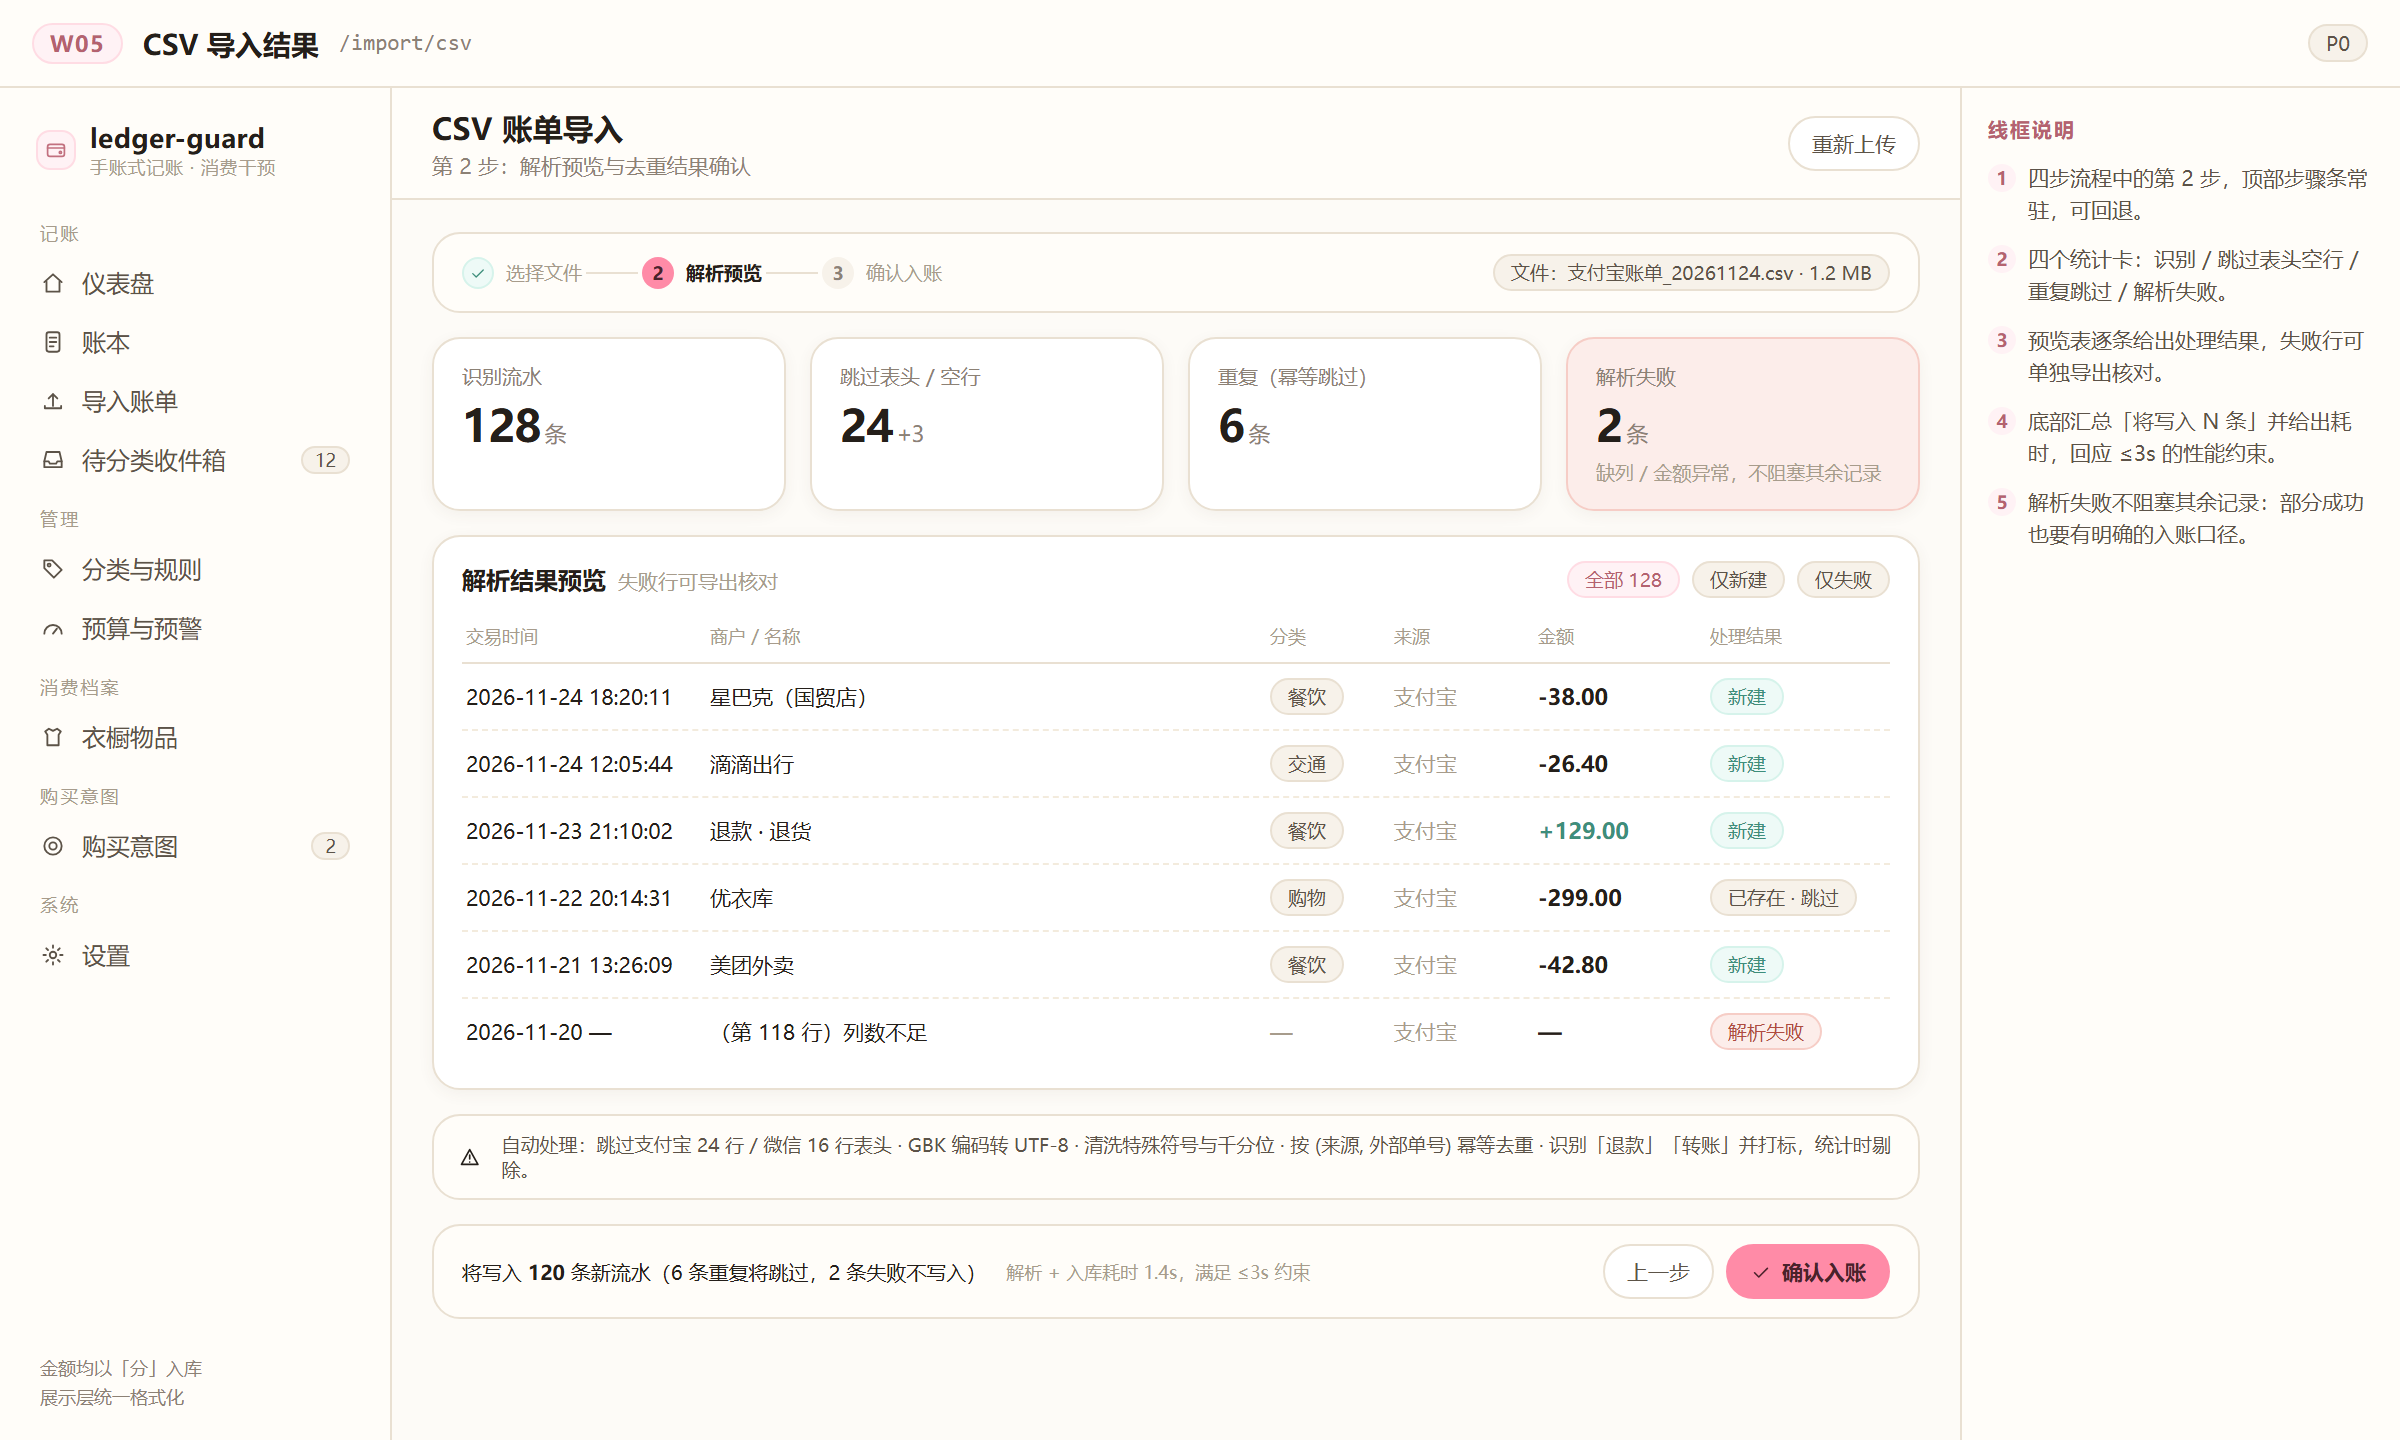 W05 CSV 导入结果 /import/csv P0
ledger-guard
手账式记账 · 消费干预
记账
仪表盘
账本
导入账单
待分类收件箱 12
管理
分类与规则
预算与预警
消费档案
衣橱物品
购买意图
购买意图 2
系统
设置
金额均以「分」入库
展示层统一格式化
CSV 账单导入
第 2 步：解析预览与去重结果确认
重新上传
选择文件 2 解析预览 3 确认入账
文件：支付宝账单_20261124.csv · 1.2 MB
识别流水
128 条
跳过表头 / 空行
24 +3
重复（幂等跳过）
6 条
解析失败
2 条
缺列 / 金额异常，不阻塞其余记录
解析结果预览 失败行可导出核对
全部 128 仅新建 仅失败
交易时间 商户 / 名称 分类 来源 金额 处理结果
2026-11-24 18:20:11 星巴克（国贸店） 餐饮 支付宝 -38.00 新建
2026-11-24 12:05:44 滴滴出行 交通 支付宝 -26.40 新建
2026-11-23 21:10:02 退款 · 退货 餐饮 支付宝 +129.00 新建
2026-11-22 20:14:31 优衣库 购物 支付宝 -299.00 已存在 · 跳过
2026-11-21 13:26:09 美团外卖 餐饮 支付宝 -42.80 新建
2026-11-20 — （第 118 行）列数不足 — 支付宝 — 解析失败
自动处理：跳过支付宝 24 行 / 微信 16 行表头 · GBK 编码转 UTF-8 · 清洗特殊符号与千分位 · 按 (来源, 外部单号) 幂等去重 · 识别「退款」「转账」并打标，统计时剔
除。
将写入 120 条新流水（6 条重复将跳过，2 条失败不写入） 解析 + 入库耗时 1.4s，满足 ≤3s 约束
上一步 确认入账
线框说明
1 四步流程中的第 2 步，顶部步骤条常
驻，可回退。
2 四个统计卡：识别 / 跳过表头空行 /
重复跳过 / 解析失败。
3 预览表逐条给出处理结果，失败行可
单独导出核对。
4 底部汇总「将写入 N 条」并给出耗
时，回应 ≤3s 的性能约束。
5 解析失败不阻塞其余记录：部分成功
也要有明确的入账口径。